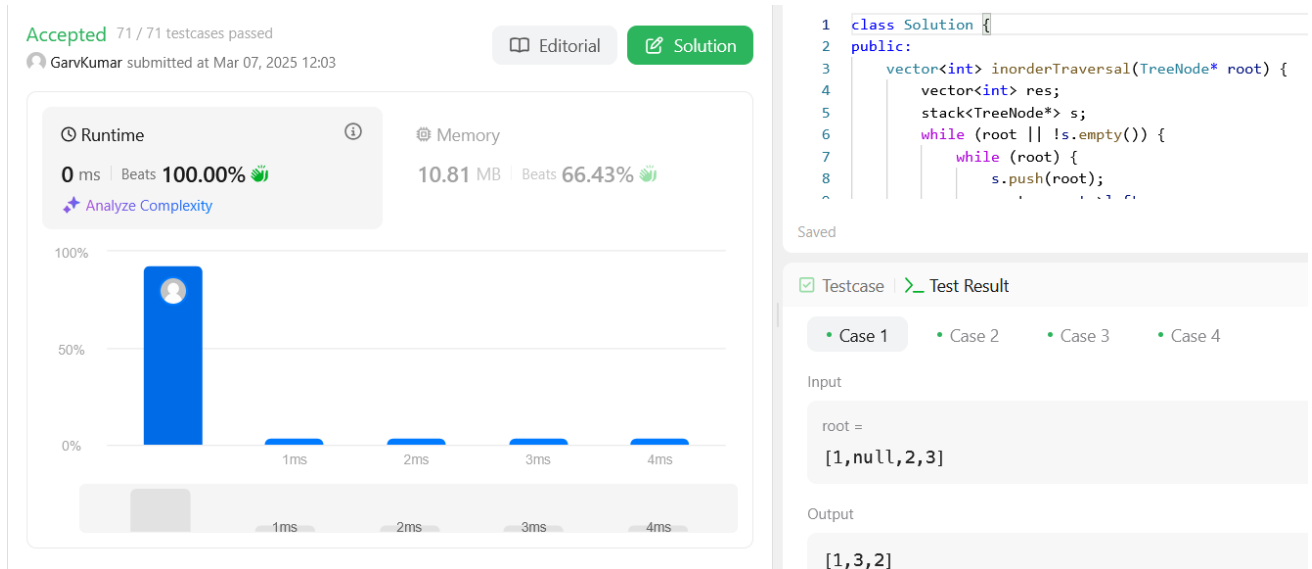 Accepted 71 / 71 testcases passed
GarvKumar submitted at Mar 07, 2025 12:03
Editorial
Solution
Runtime
0 ms Beats 100.00%
Analyze Complexity
Memory
10.81 MB Beats 66.43%
100%
50%
0%
1ms 2ms 3ms 4ms
1ms 2ms 3ms 4ms
1 class Solution {
2 public:
3 vector<int> inorderTraversal(TreeNode* root) {
4 vector<int> res;
5 stack<TreeNode*> s;
6 while (root || !s.empty()) {
7 while (root) {
8 s.push(root);
Saved
Testcase Test Result
Case 1 Case 2 Case 3 Case 4
Input
root =
[1,null,2,3]
Output
[1,3,2]